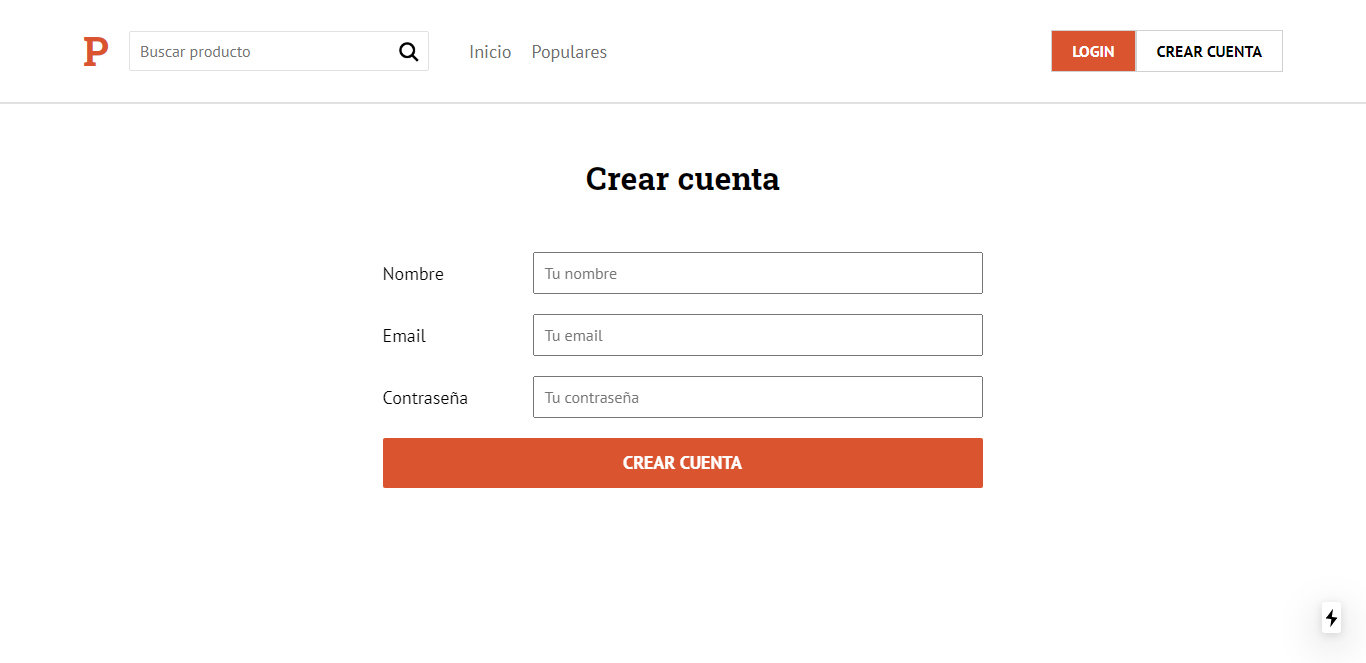 P
Buscar producto
Inicio
Populares
LOGIN
CREAR CUENTA
Crear cuenta
Nombre
Tu nombre
Email
Tu email
Contraseña
Tu contraseña
CREAR CUENTA